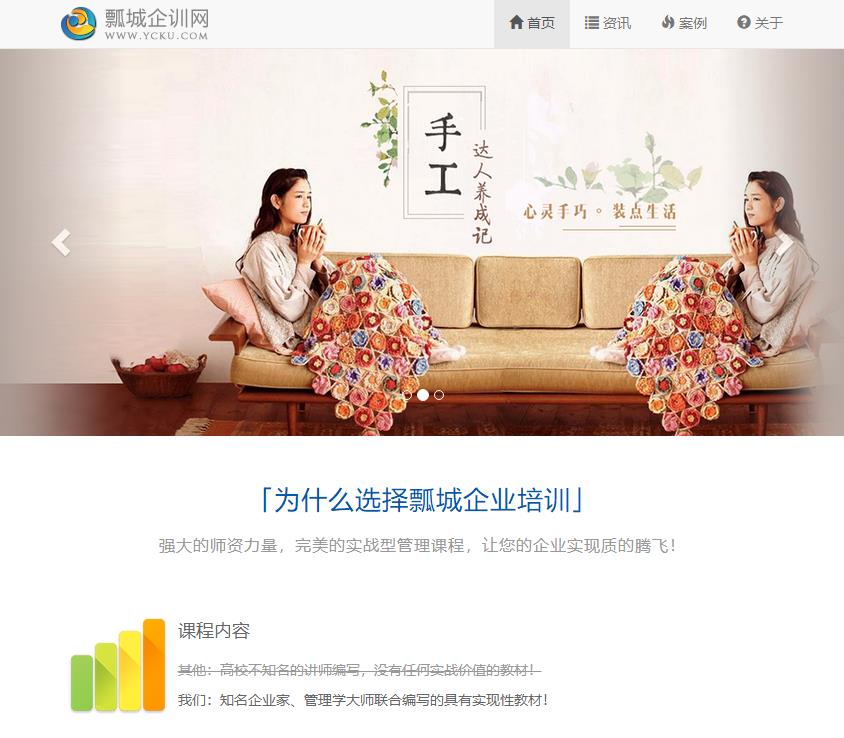 瓢城企训网
WWW.YCKU.COM
首页
资讯
案例
关于
手工
达人养成记
心灵手巧。装点生活
「为什么选择瓢城企业培训」
强大的师资力量，完美的实战型管理课程，让您的企业实现质的腾飞！
课程内容
其他：高校不知名的讲师编写，没有任何实战价值的教材！
我们：知名企业家、管理学大师联合编写的具有实现性教材！